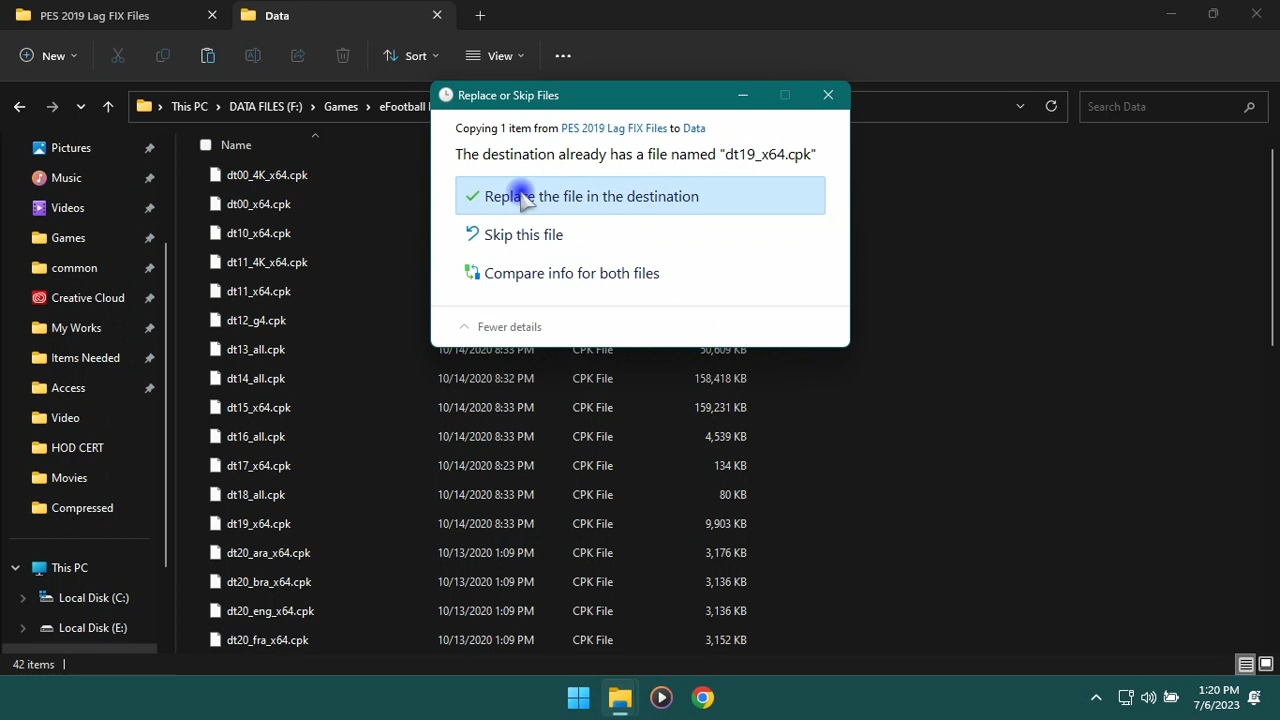 PES 2019 Lag FIX Files
Data
New
Sort
View
This PC > DATA FILES (F:) > Games > eFootball
Search Data
Replace or Skip Files
Copying 1 item from PES 2019 Lag FIX Files to Data
The destination already has a file named "dt19_x64.cpk"
Replace the file in the destination
Skip this file
Compare info for both files
Fewer details
Pictures
Music
Videos
Games
common
Creative Cloud
My Works
Items Needed
Access
Video
HOD CERT
Movies
Compressed
This PC
Local Disk (C:)
Local Disk (E:)
Name
dt00_4K_x64.cpk
dt00_x64.cpk
dt10_x64.cpk
dt11_4K_x64.cpk
dt11_x64.cpk
dt12_g4.cpk
dt13_all.cpk 10/14/2020 8:33 PM CPK File 50,609 KB
dt14_all.cpk 10/14/2020 8:32 PM CPK File 158,418 KB
dt15_x64.cpk 10/14/2020 8:33 PM CPK File 159,231 KB
dt16_all.cpk 10/14/2020 8:33 PM CPK File 4,539 KB
dt17_x64.cpk 10/14/2020 8:23 PM CPK File 134 KB
dt18_all.cpk 10/14/2020 8:33 PM CPK File 80 KB
dt19_x64.cpk 10/14/2020 8:33 PM CPK File 9,903 KB
dt20_ara_x64.cpk 10/13/2020 1:09 PM CPK File 3,176 KB
dt20_bra_x64.cpk 10/13/2020 1:09 PM CPK File 3,136 KB
dt20_eng_x64.cpk 10/13/2020 1:09 PM CPK File 3,136 KB
dt20_fra_x64.cpk 10/13/2020 1:09 PM CPK File 3,152 KB
42 items
1:20 PM
7/6/2023